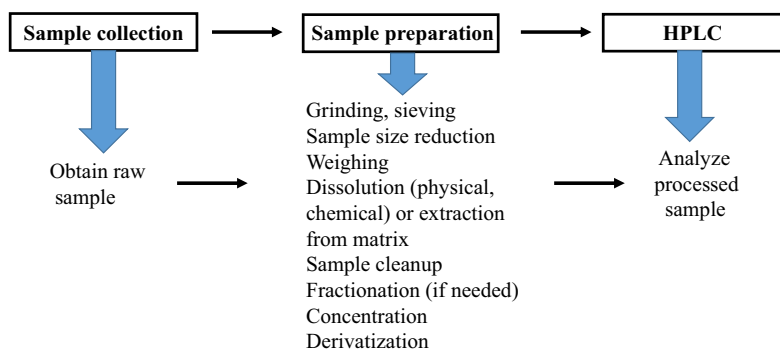 Sample collection
Sample preparation
HPLC
Obtain raw
sample
Grinding, sieving
Sample size reduction
Weighing
Dissolution (physical,
chemical) or extraction
from matrix
Sample cleanup
Fractionation (if needed)
Concentration
Derivatization
Analyze
processed
sample